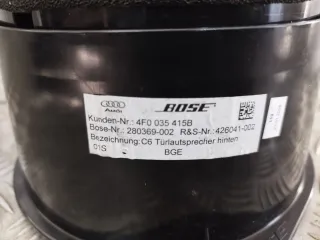 Audi BOSE
Kunden-Nr.: 4F0 035 415B
Bose-Nr.: 280369-002 R&S-Nr.:426041-002
Bezeichnung:C6 Türlautsprecher hinten
01S BGE